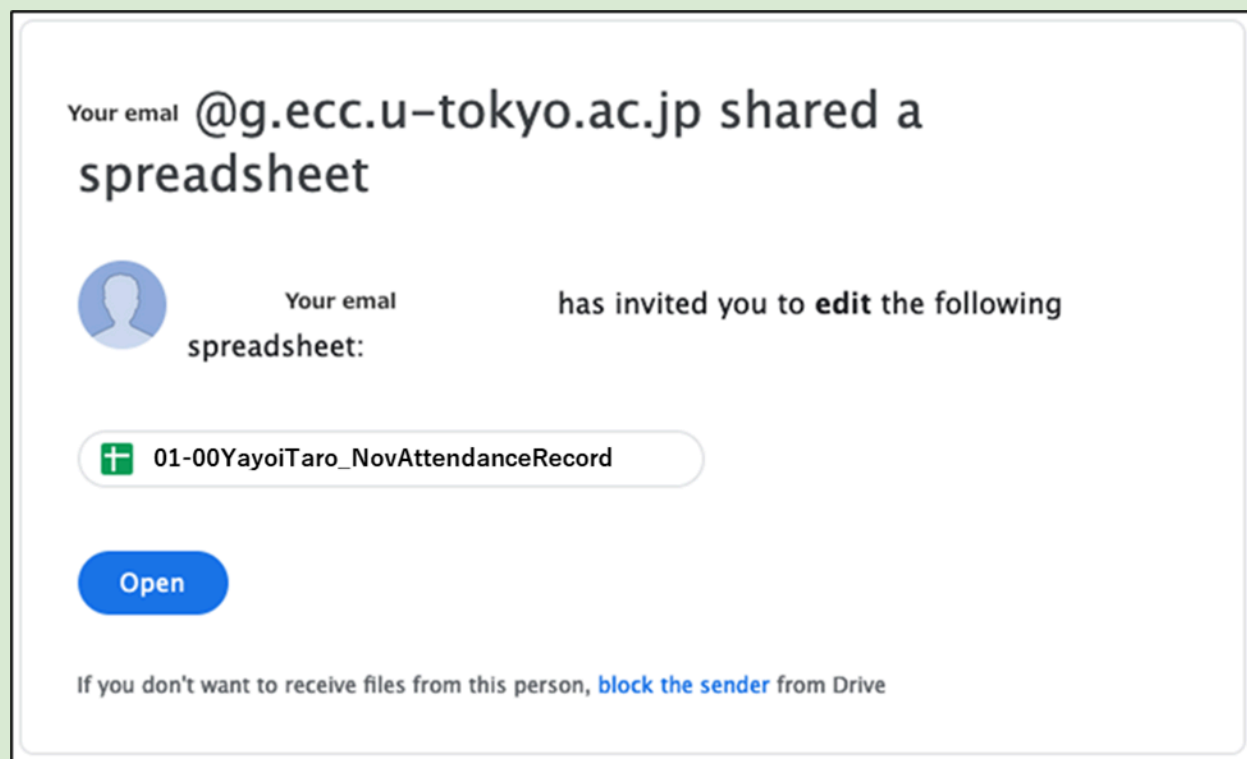 Your emal @g.ecc.u-tokyo.ac.jp shared a
spreadsheet
Your emal has invited you to edit the following
spreadsheet:
01-00YayoiTaro_NovAttendanceRecord
Open
If you don't want to receive files from this person, block the sender from Drive